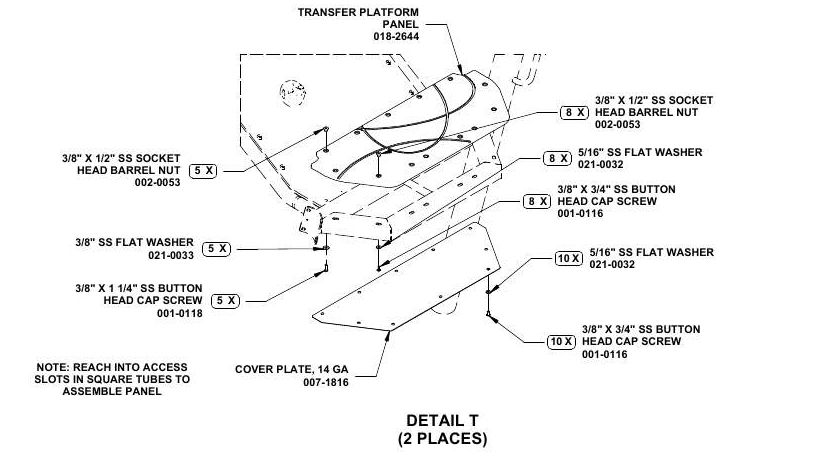 TRANSFER PLATFORM
PANEL
018-2644
3/8" X 1/2" SS SOCKET
HEAD BARREL NUT
002-0053
8 X
5/16" SS FLAT WASHER
021-0032
8 X
3/8" X 3/4" SS BUTTON
HEAD CAP SCREW
001-0116
8 X
5/16" SS FLAT WASHER
021-0032
10 X
3/8" X 3/4" SS BUTTON
HEAD CAP SCREW
001-0116
10 X
3/8" X 1/2" SS SOCKET
HEAD BARREL NUT
002-0053
5 X
3/8" SS FLAT WASHER
021-0033
5 X
3/8" X 1 1/4" SS BUTTON
HEAD CAP SCREW
001-0118
5 X
NOTE: REACH INTO ACCESS
SLOTS IN SQUARE TUBES TO
ASSEMBLE PANEL
COVER PLATE, 14 GA
007-1816
DETAIL T
(2 PLACES)